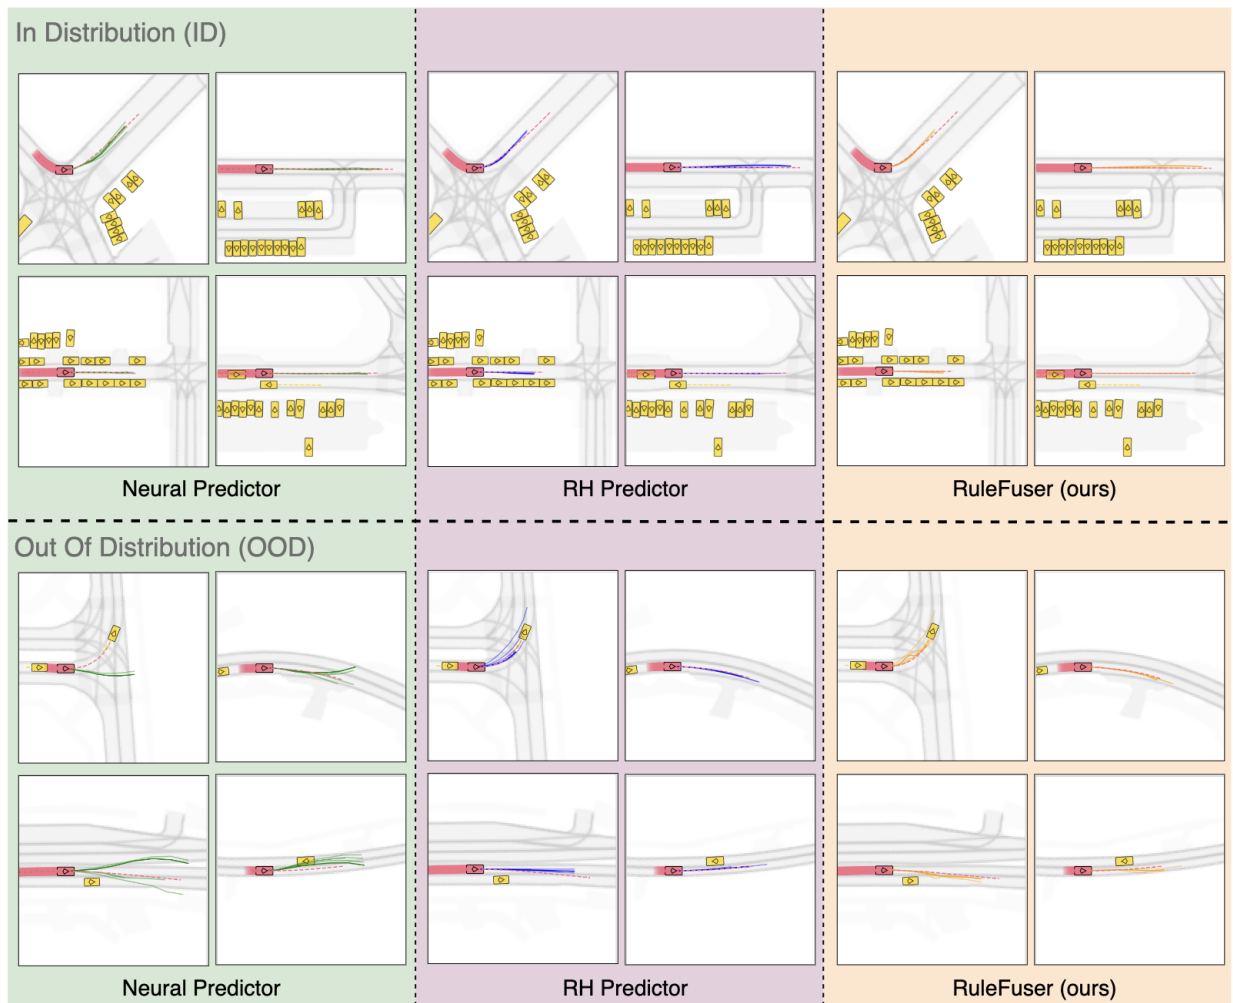 In Distribution (ID)
Neural Predictor
RH Predictor
RuleFuser (ours)
Out Of Distribution (OOD)
Neural Predictor
RH Predictor
RuleFuser (ours)